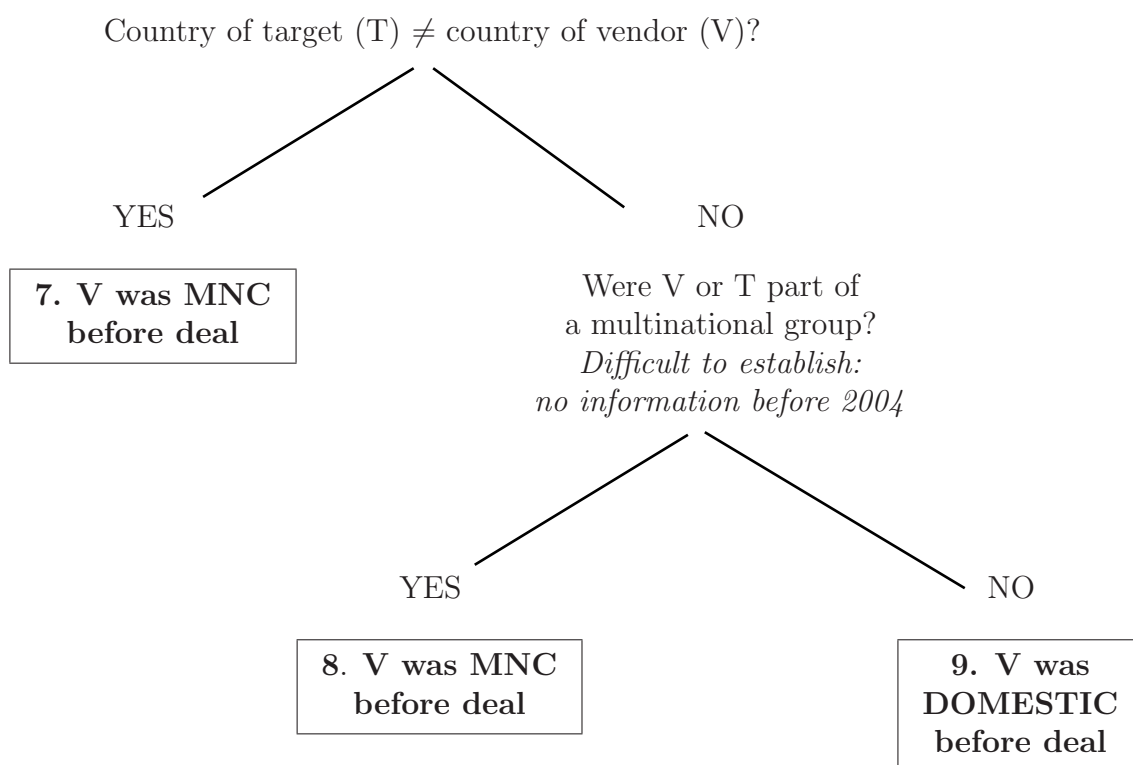 Country of target (T) ≠ country of vendor (V)?
YES
NO
7. V was MNC
before deal
Were V or T part of
a multinational group?
Difficult to establish:
no information before 2004
YES
NO
8. V was MNC
before deal
9. V was
DOMESTIC
before deal